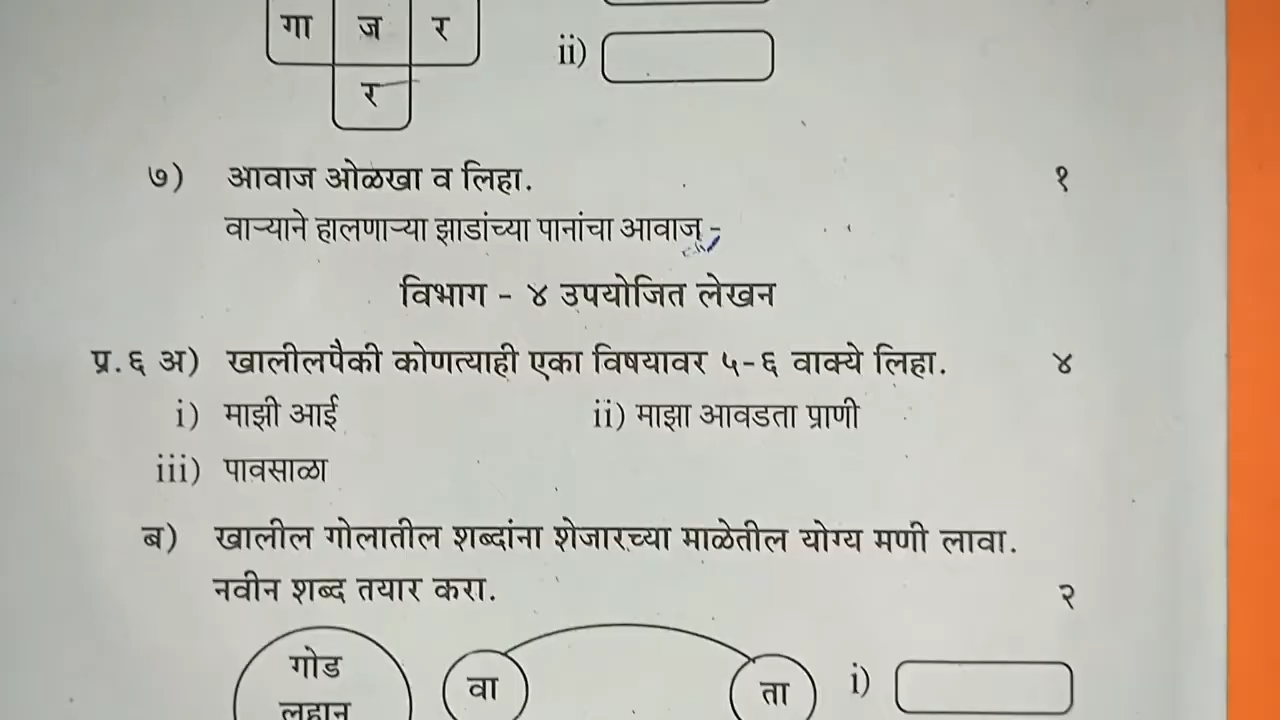 गा ज र
ii)
र
७) आवाज ओळखा व लिहा. १
वाऱ्याने हालणाऱ्या झाडांच्या पानांचा आवाज -
विभाग - ४ उपयोजित लेखन
प्र.६ अ) खालीलपैकी कोणत्याही एका विषयावर ५-६ वाक्ये लिहा. ४
i) माझी आई ii) माझा आवडता प्राणी
iii) पावसाळा
ब) खालील गोलातील शब्दांना शेजारच्या माळेतील योग्य मणी लावा.
नवीन शब्द तयार करा. २
गोड वा ता i)
लहान